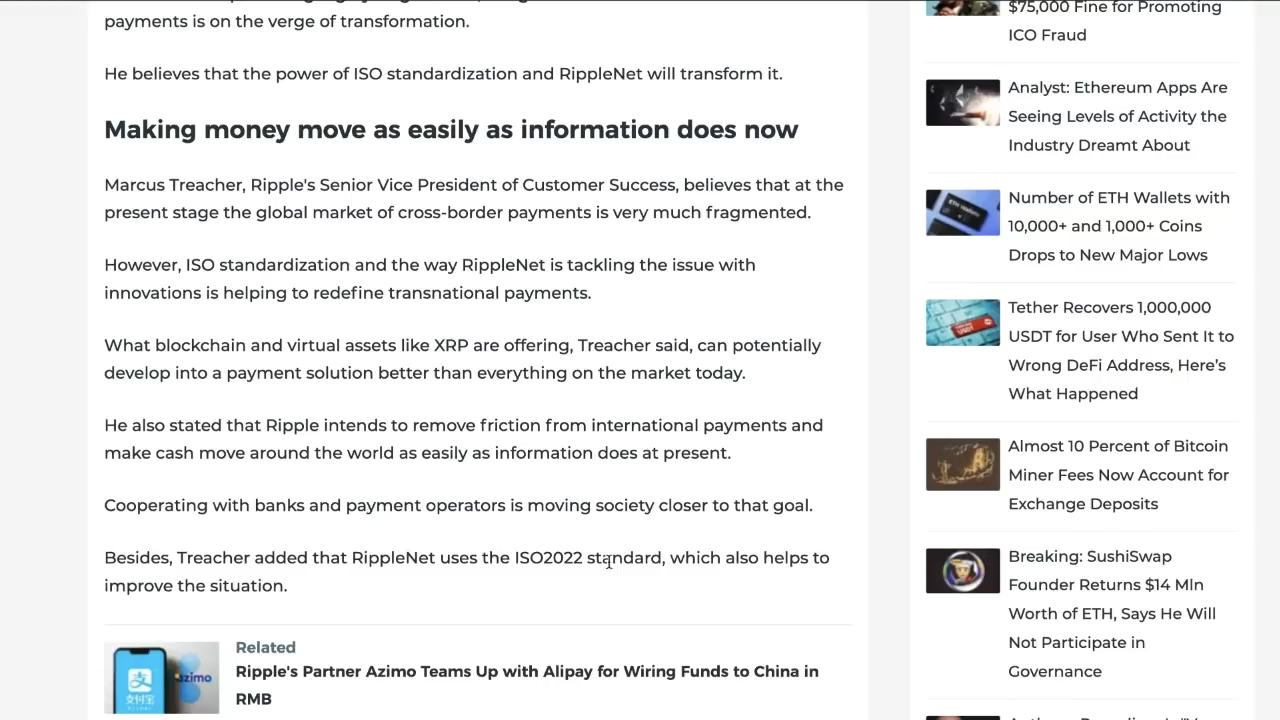 payments is on the verge of transformation.
He believes that the power of ISO standardization and RippleNet will transform it.
Making money move as easily as information does now
Marcus Treacher, Ripple's Senior Vice President of Customer Success, believes that at the
present stage the global market of cross-border payments is very much fragmented.
However, ISO standardization and the way RippleNet is tackling the issue with
innovations is helping to redefine transnational payments.
What blockchain and virtual assets like XRP are offering, Treacher said, can potentially
develop into a payment solution better than everything on the market today.
He also stated that Ripple intends to remove friction from international payments and
make cash move around the world as easily as information does at present.
Cooperating with banks and payment operators is moving society closer to that goal.
Besides, Treacher added that RippleNet uses the ISO2022 standard, which also helps to
improve the situation.
支付宝
azimo
Related
Ripple's Partner Azimo Teams Up with Alipay for Wiring Funds to China in
RMB
$75,000 Fine for Promoting
ICO Fraud
Analyst: Ethereum Apps Are
Seeing Levels of Activity the
Industry Dreamt About
Number of ETH Wallets with
10,000+ and 1,000+ Coins
Drops to New Major Lows
Tether Recovers 1,000,000
USDT for User Who Sent It to
Wrong DeFi Address, Here's
What Happened
Almost 10 Percent of Bitcoin
Miner Fees Now Account for
Exchange Deposits
Breaking: SushiSwap
Founder Returns $14 Mln
Worth of ETH, Says He Will
Not Participate in
Governance